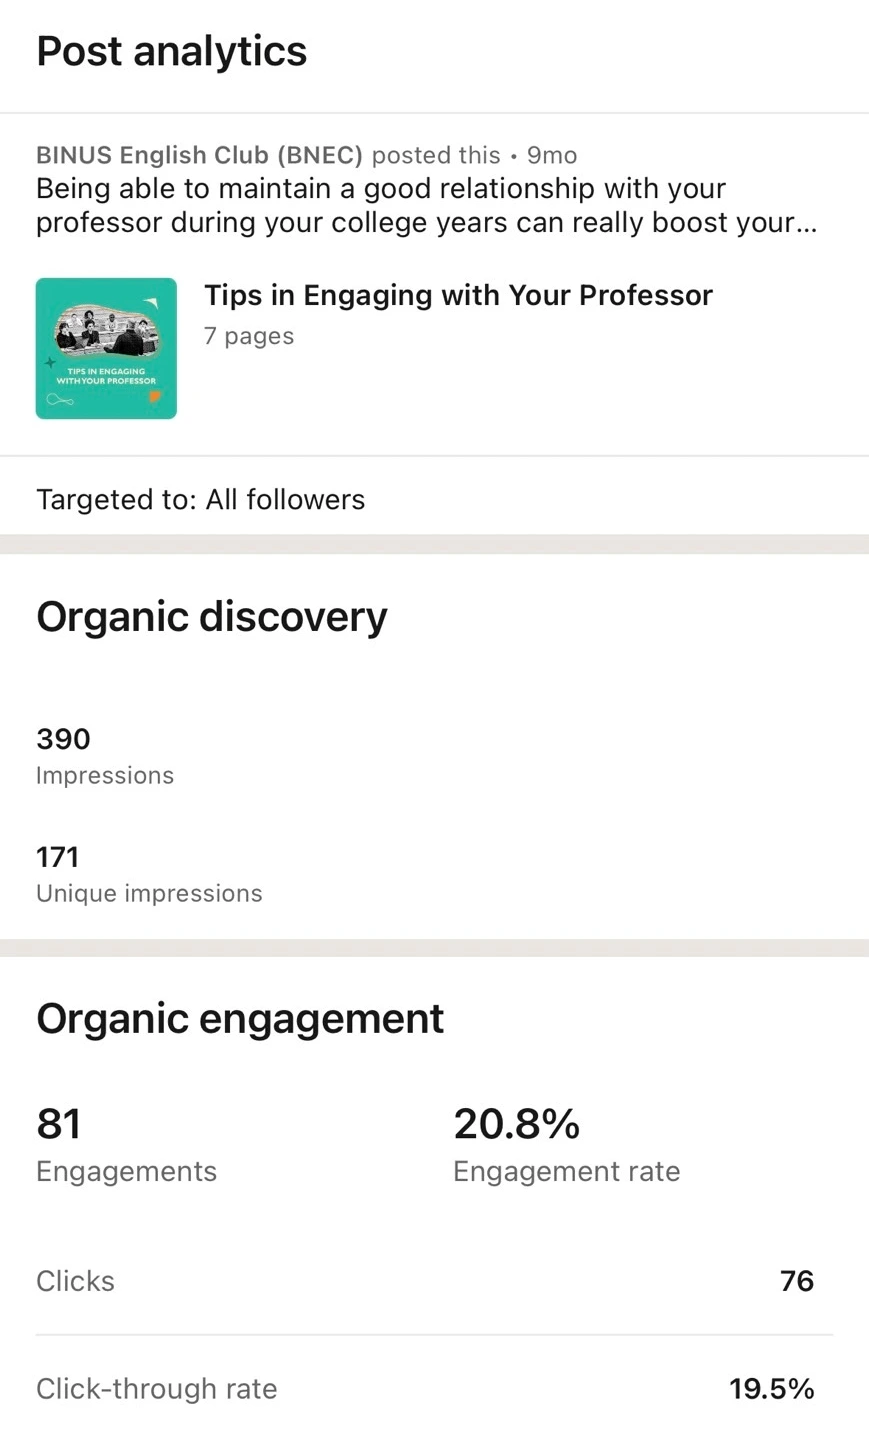 Post analytics
BINUS English Club (BNEC) posted this • 9mo
Being able to maintain a good relationship with your
professor during your college years can really boost your...
Tips in Engaging with Your Professor
7 pages
TIPS IN ENGAGING
WITH YOUR PROFESSOR
Targeted to: All followers
Organic discovery
390
Impressions
171
Unique impressions
Organic engagement
81 20.8%
Engagements Engagement rate
Clicks 76
Click-through rate 19.5%